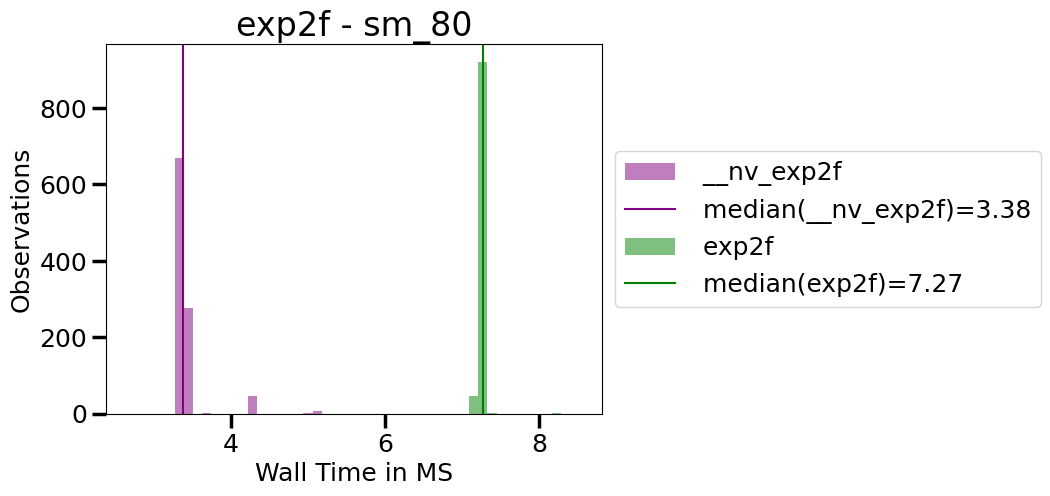 exp2f - sm_80
Observations
800
600
400
200
0
4 6 8
Wall Time in MS
__nv_exp2f
median(__nv_exp2f)=3.38
exp2f
median(exp2f)=7.27